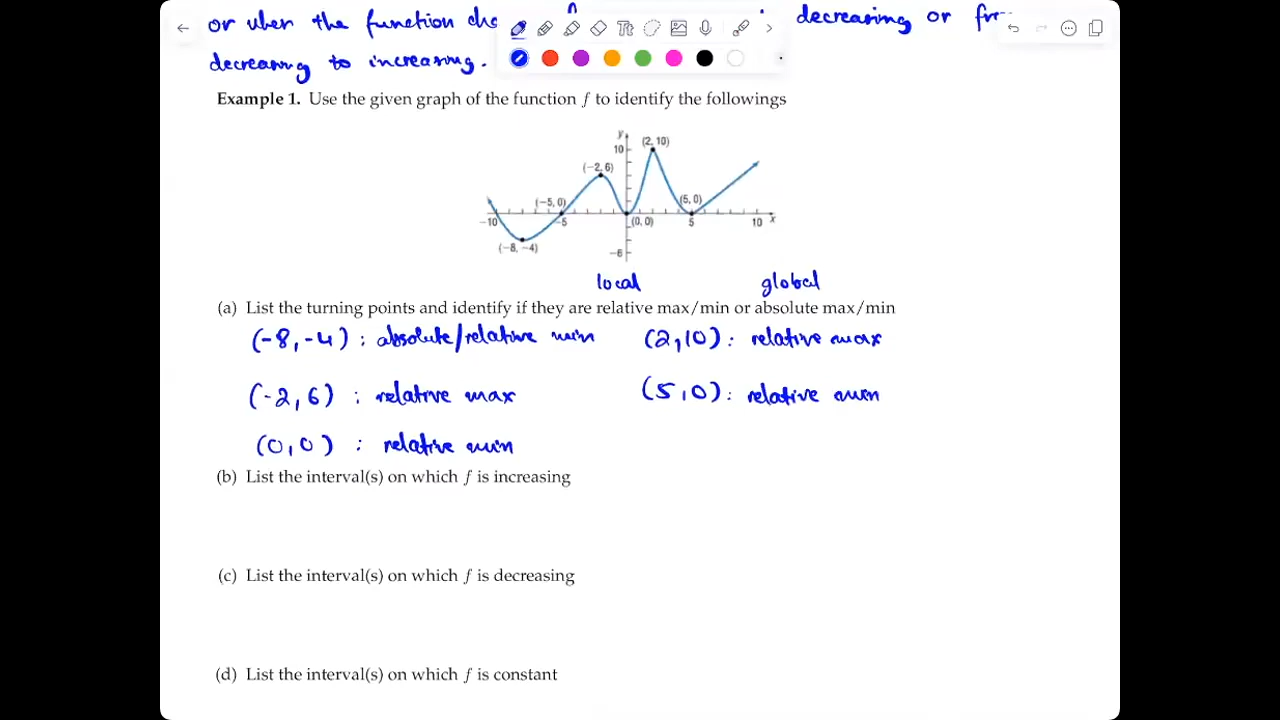 or when the function decreasing or
decreasing to increasing.
Example 1. Use the given graph of the function f to identify the followings
y
(2, 10)
10
(−2, 6)
(−5, 0)
(5, 0)
−10 −5 (0, 0) 5 10 x
(−8, −4)
−6
local global
(a) List the turning points and identify if they are relative max/min or absolute max/min
(-8,-4) : absolute/relative min (2,10) : relative max
(-2,6) : relative max (5,0) : relative min
(0,0) : relative min
(b) List the interval(s) on which f is increasing
(c) List the interval(s) on which f is decreasing
(d) List the interval(s) on which f is constant